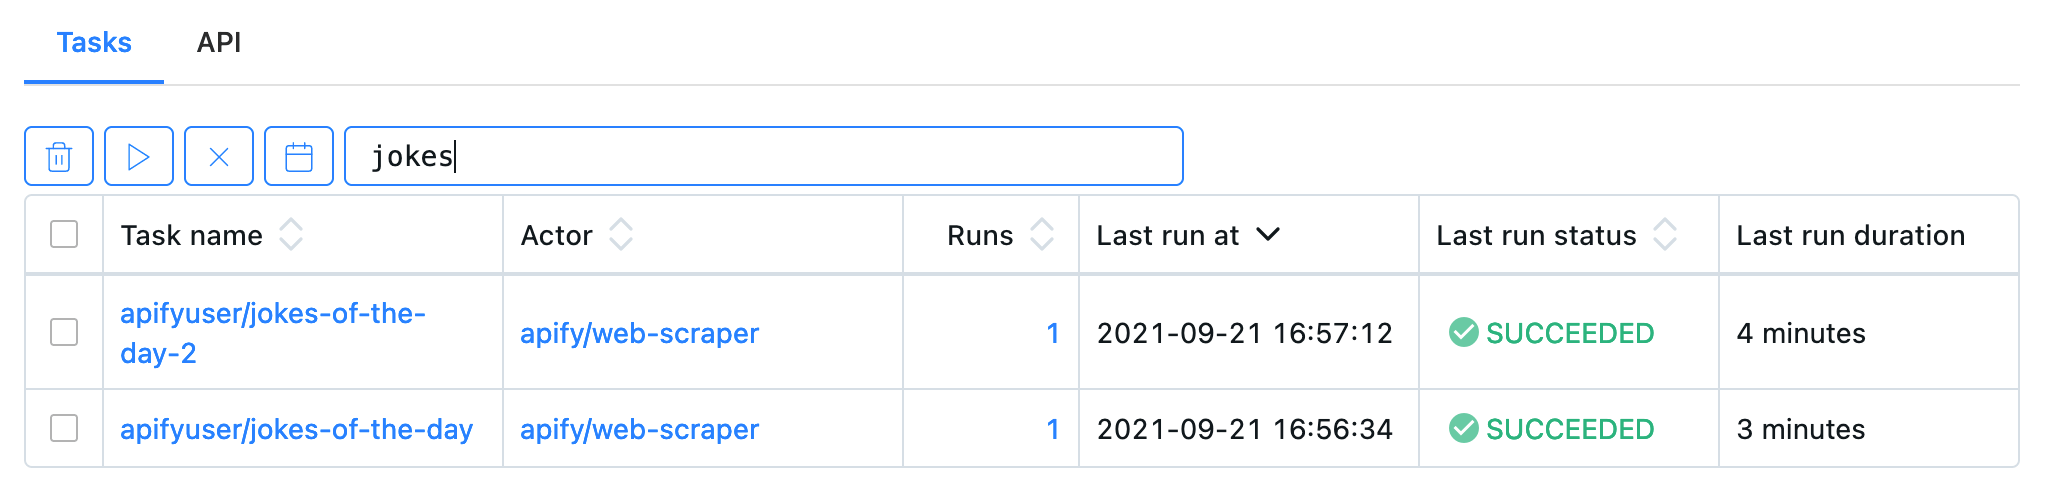 Tasks API
jokes
Task name Actor Runs Last run at Last run status Last run duration
apifyuser/jokes-of-the-
day-2 apify/web-scraper 1 2021-09-21 16:57:12 SUCCEEDED 4 minutes
apifyuser/jokes-of-the-day apify/web-scraper 1 2021-09-21 16:56:34 SUCCEEDED 3 minutes